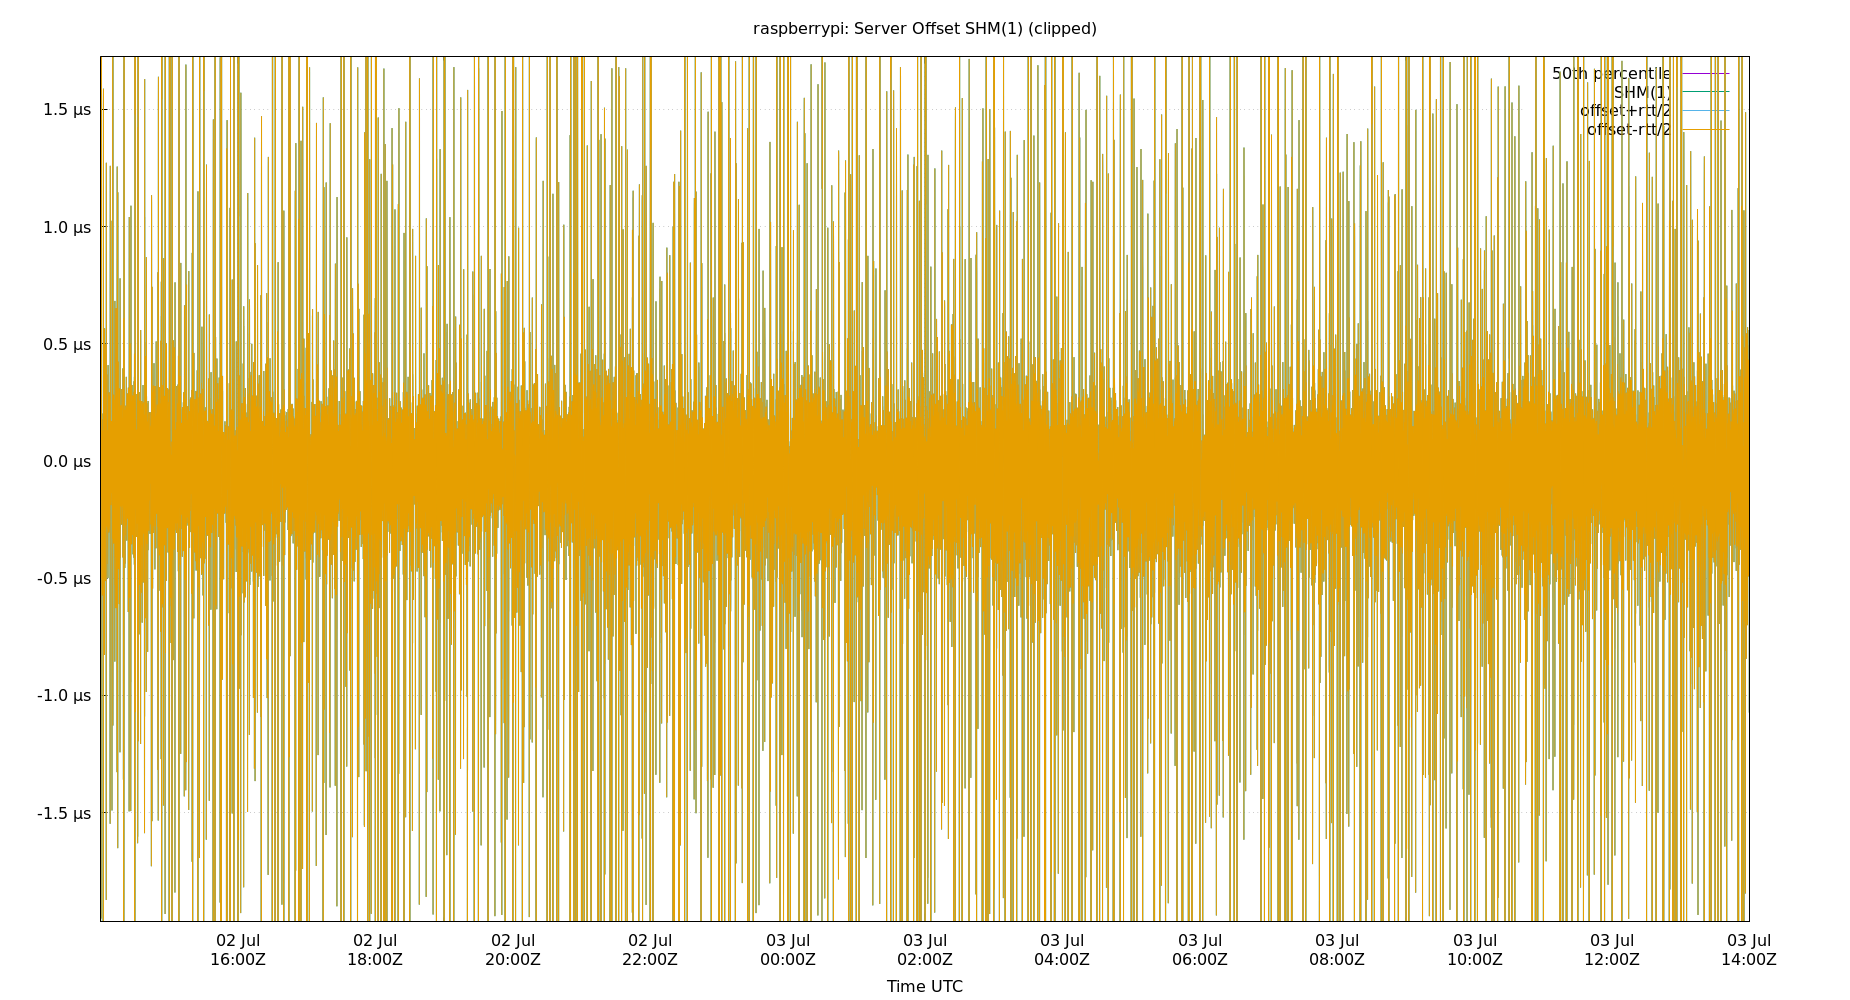 raspberrypi: Server Offset SHM(1) (clipped)
50th percentile
SHM(1)
offset+rtt/2
offset-rtt/2
1.5 µs
1.0 µs
0.5 µs
0.0 µs
-0.5 µs
-1.0 µs
-1.5 µs
02 Jul 02 Jul 02 Jul 02 Jul 03 Jul 03 Jul 03 Jul 03 Jul 03 Jul 03 Jul 03 Jul 03 Jul
16:00Z 18:00Z 20:00Z 22:00Z 00:00Z 02:00Z 04:00Z 06:00Z 08:00Z 10:00Z 12:00Z 14:00Z
Time UTC